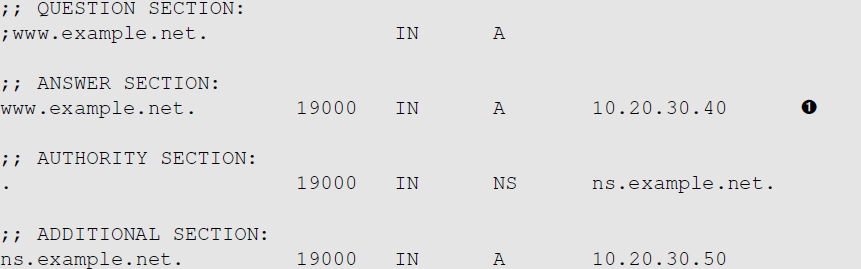 ;; QUESTION SECTION:
;www.example.net. IN A
;; ANSWER SECTION:
www.example.net. 19000 IN A 10.20.30.40 ❶
;; AUTHORITY SECTION:
. 19000 IN NS ns.example.net.
;; ADDITIONAL SECTION:
ns.example.net. 19000 IN A 10.20.30.50